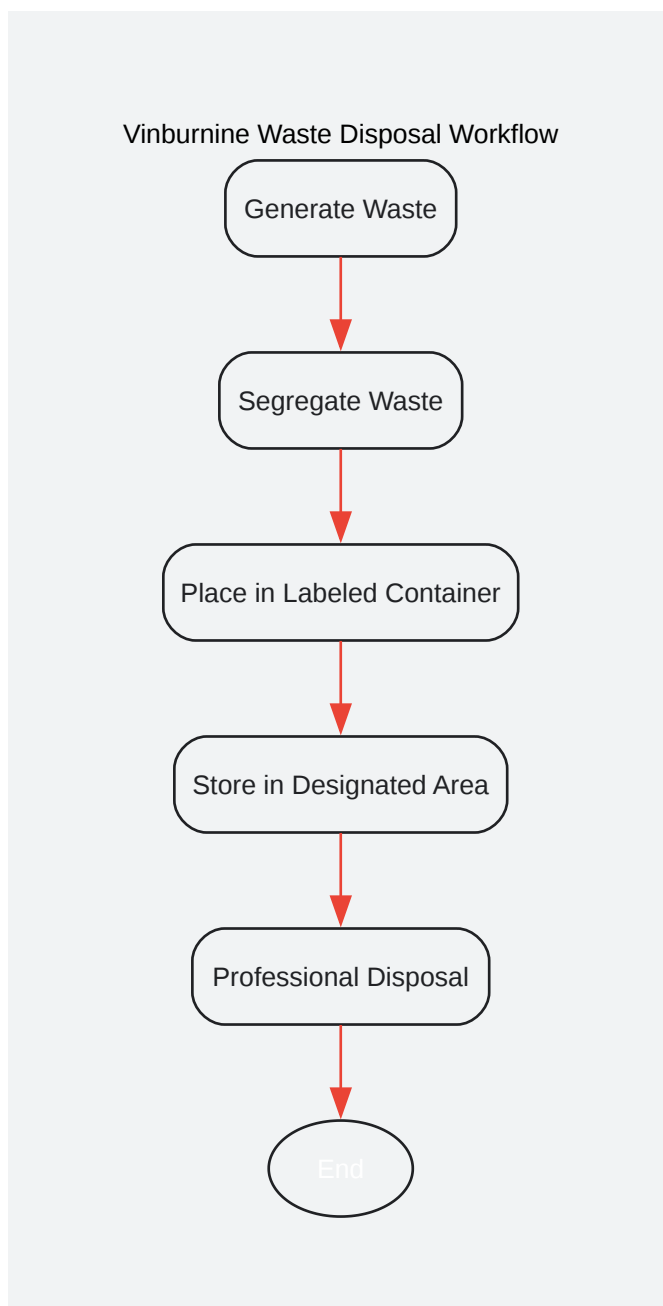 Vinburnine Waste Disposal Workflow
Generate Waste
Segregate Waste
Place in Labeled Container
Store in Designated Area
Professional Disposal
End